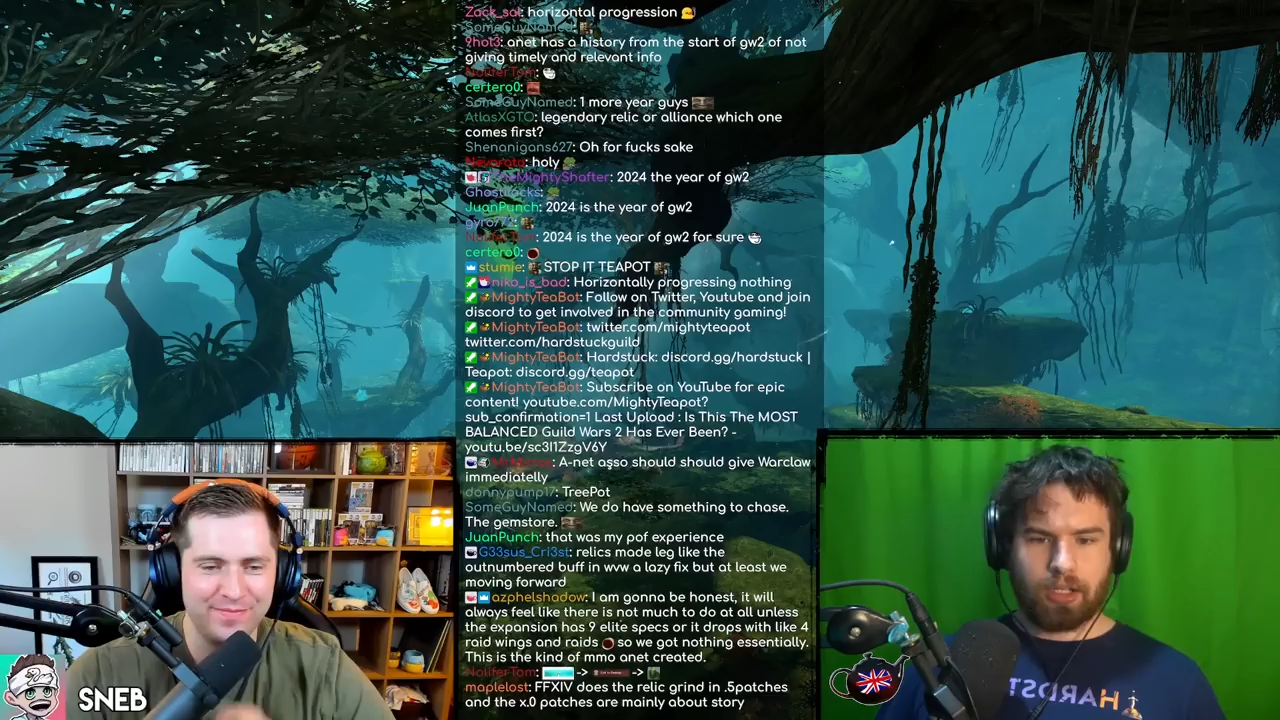 Zack_sol: horizontal progression
SomeGuyNamed:
9hot3: anet has a history from the start of gw2 of not
giving timely and relevant info
NoliferTom:
certero0:
SomeGuyNamed: 1 more year guys
AtlasXGTO: legendary relic or alliance which one
comes first?
Shenanigans627: Oh for fucks sake
holy
TheMightyShafter: 2024 the year of gw2
JuanPunch: 2024 is the year of gw2
2024 is the year of gw2 for sure
certero0:
stumie: STOP IT TEAPOT
niko_is_bad: Horizontally progressing nothing
MightyTeaBot: Follow on Twitter, Youtube and join
discord to get involved in the community gaming!
MightyTeaBot: twitter.com/mightyteapot
twitter.com/hardstuckguild
MightyTeaBot: Hardstuck: discord.gg/hardstuck |
Teapot: discord.gg/teapot
MightyTeaBot: Subscribe on YouTube for epic
content! youtube.com/MightyTeapot?
sub_confirmation=1 Last Upload : Is This The MOST
BALANCED Guild Wars 2 Has Ever Been? -
youtu.be/sc3I1ZzgV6Y
A-net asso should should give Warclaw
immediatelly
donnypump17: TreePot
SomeGuyNamed: We do have something to chase.
The gemstore.
JuanPunch: that was my pof experience
G33sus_Cri3st: relics made leg like the
outnumbered buff in wvw a lazy fix but at least we
moving forward
azphelshadow: I am gonna be honest, it will
always feel like there is not much to do at all unless
the expansion has 9 elite specs or it drops with like 4
raid wings and raids so we got nothing essentially.
This is the kind of mmo anet created.
NoliferTom: -> ->
maplelost: FFXIV does the relic grind in .5patches
and the x.0 patches are mainly about story
SNEB
HARDST